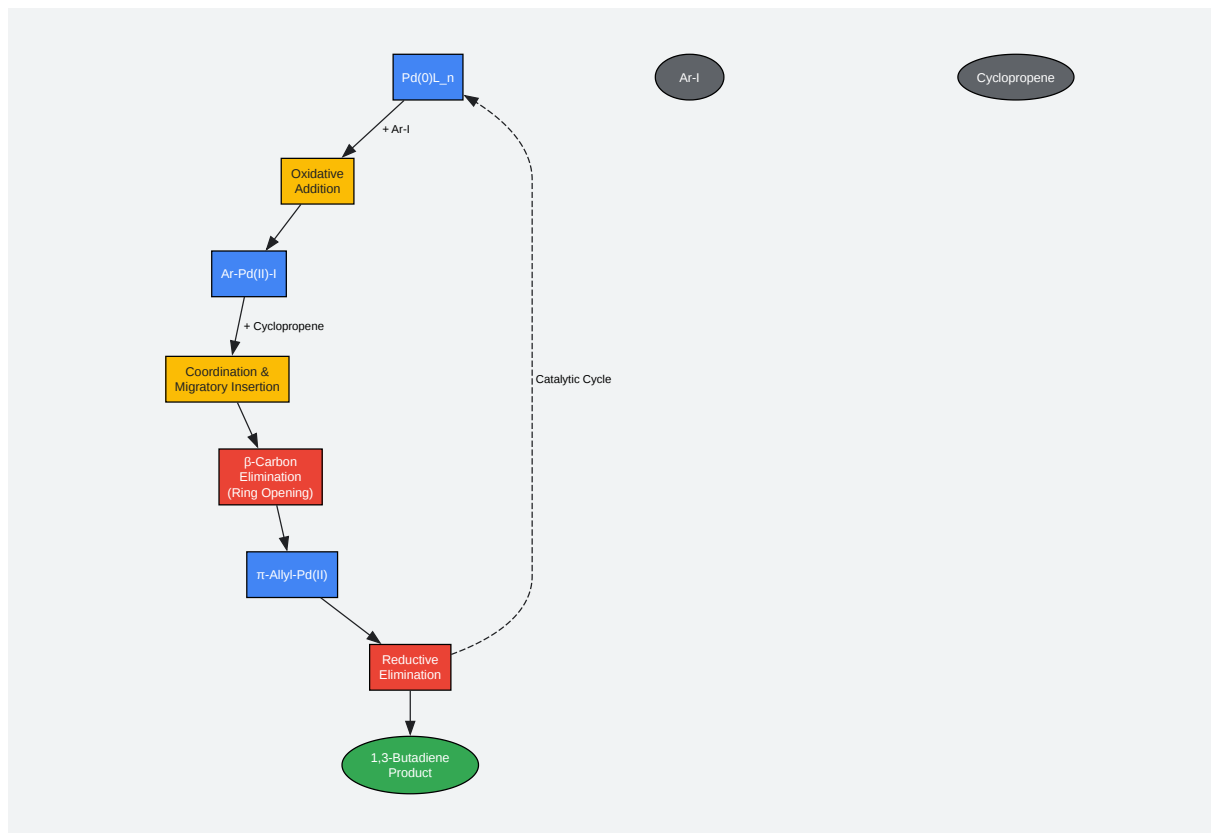 Pd(0)L_n
Ar-I
Cyclopropene
+ Ar-I
Oxidative
Addition
Ar-Pd(II)-I
+ Cyclopropene
Coordination &
Migratory Insertion
Catalytic Cycle
β-Carbon
Elimination
(Ring Opening)
π-Allyl-Pd(II)
Reductive
Elimination
1,3-Butadiene
Product